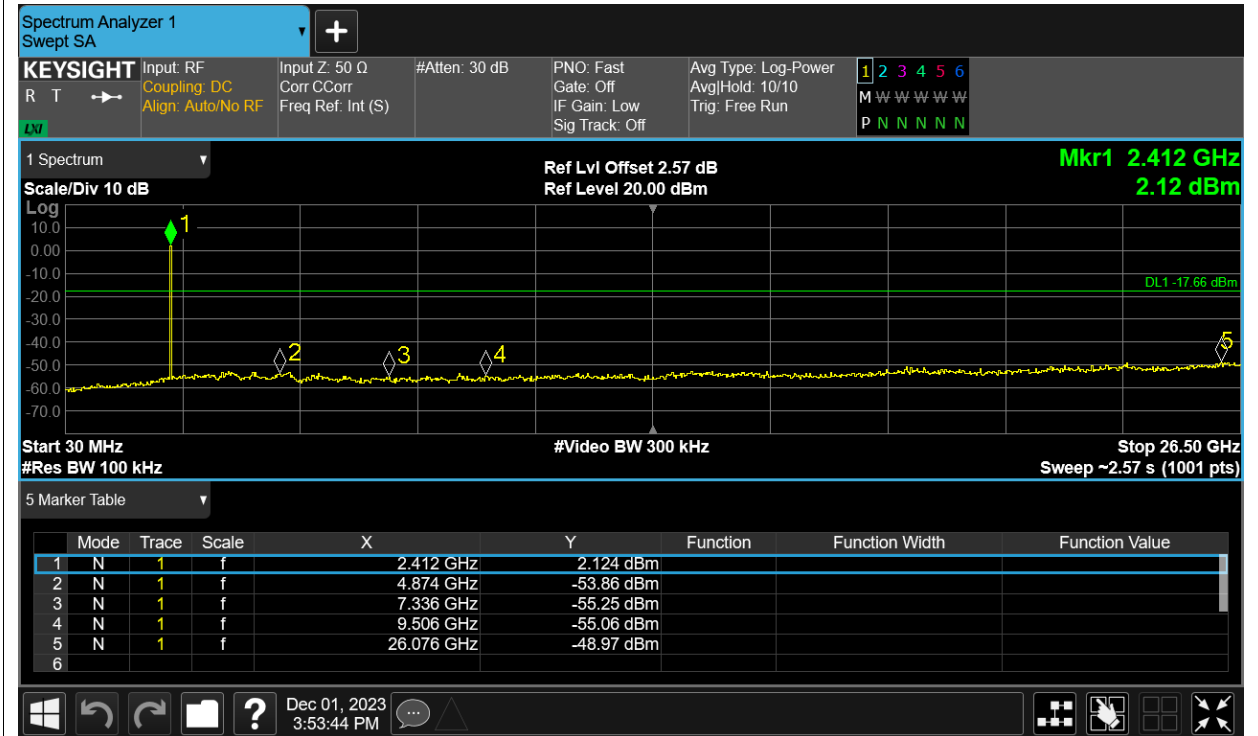 Spectrum Analyzer 1
Swept SA
+
KEYSIGHT Input: RF Input Z: 50 Ω #Atten: 30 dB PNO: Fast Avg Type: Log-Power 1 2 3 4 5 6
R T Coupling: DC Corr CCorr Gate: Off Avg|Hold: 10/10 M W W W W W
Align: Auto/No RF Freq Ref: Int (S) IF Gain: Low Trig: Free Run
LXI Sig Track: Off P N N N N N
1 Spectrum Ref Lvl Offset 2.57 dB Mkr1 2.412 GHz
Scale/Div 10 dB Ref Level 20.00 dBm 2.12 dBm
Log
1
10.0
0.00
-10.0
DL1 -17.66 dBm
-20.0
-30.0
-40.0
2 3 4 5
-50.0
-60.0
-70.0
Start 30 MHz #Video BW 300 kHz Stop 26.50 GHz
#Res BW 100 kHz Sweep ~2.57 s (1001 pts)
5 Marker Table
Mode Trace Scale X Y Function Function Width Function Value
1 N 1 f 2.412 GHz 2.124 dBm
2 N 1 f 4.874 GHz -53.86 dBm
3 N 1 f 7.336 GHz -55.25 dBm
4 N 1 f 9.506 GHz -55.06 dBm
5 N 1 f 26.076 GHz -48.97 dBm
6
? Dec 01, 2023
3:53:44 PM